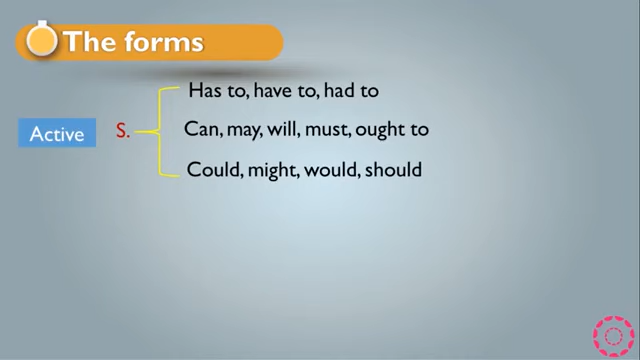 The forms
Has to, have to, had to
Active S. Can, may, will, must, ought to
Could, might, would, should